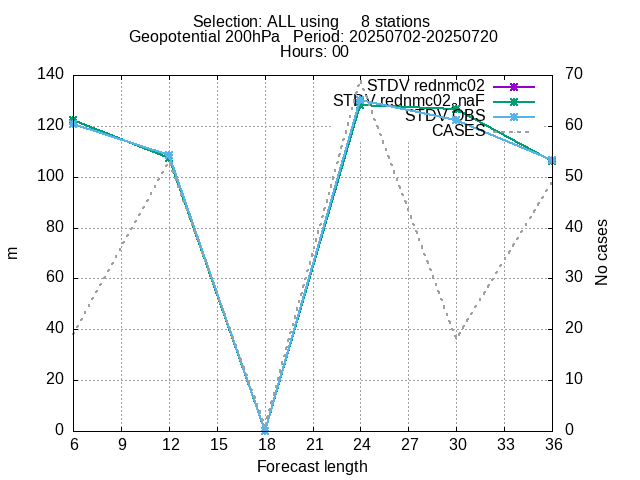 Selection: ALL using 8 stations
Geopotential 200hPa Period: 20250702-20250720
Hours: 00
140 70
STDV rednmc02
STDV rednmc02_naF
STDV OBS
CASES
120 60
100 50
80 40
m
No cases
60 30
40 20
20 10
0 0
6 9 12 15 18 21 24 27 30 33 36
Forecast length